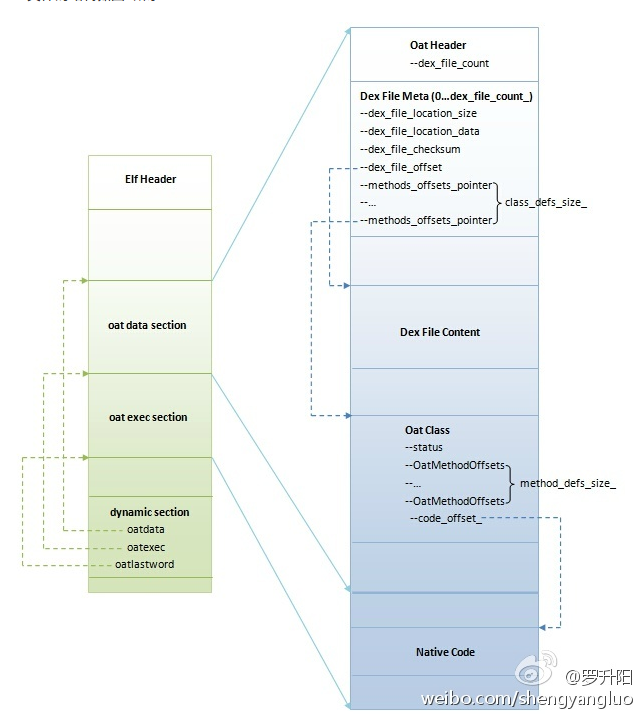 Elf Header
oat data section
oat exec section
dynamic section
oatdata
oatexec
oatlastword
Oat Header
--dex_file_count
Dex File Meta (0...dex_file_count_)
--dex_file_location_size
--dex_file_location_data
--dex_file_checksum
--dex_file_offset
--methods_offsets_pointer
--...
--methods_offsets_pointer
class_defs_size_
Dex File Content
Oat Class
--status
--OatMethodOffsets
--...
--OatMethodOffsets
--code_offset_
method_defs_size_
Native Code
@罗升阳
weibo.com/shengyangluo